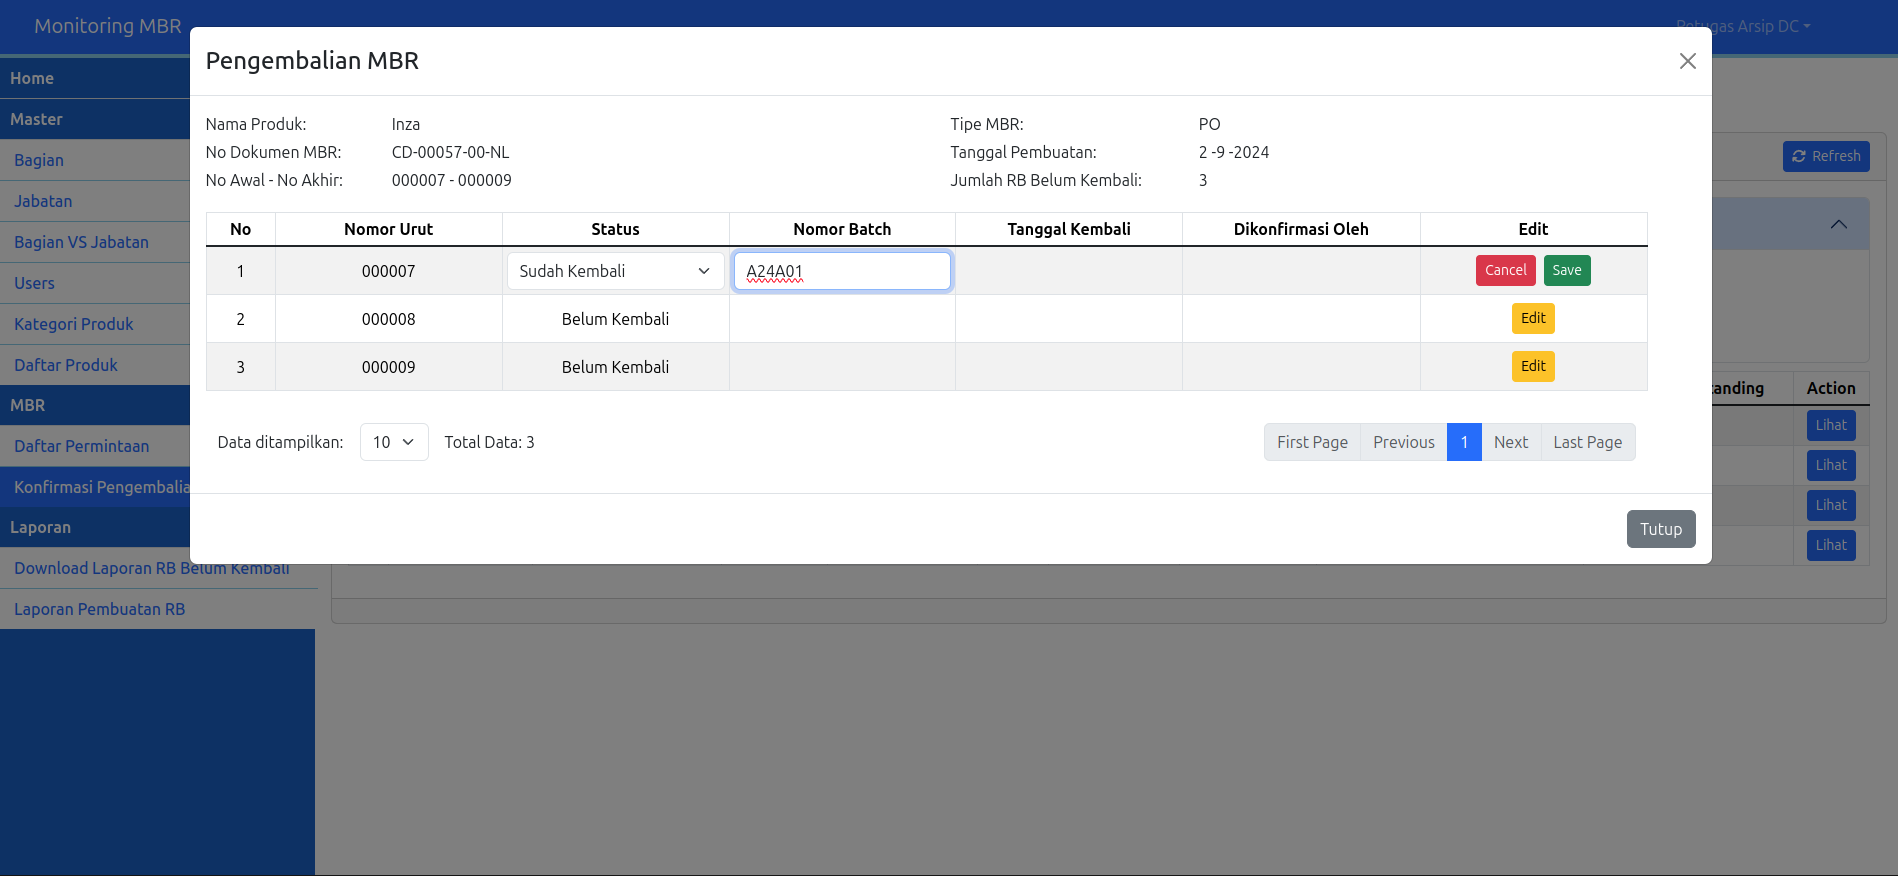 Monitoring MBR
Petugas Arsip DC
Home
Master
Bagian
Jabatan
Bagian VS Jabatan
Users
Kategori Produk
Daftar Produk
MBR
Daftar Permintaan
Konfirmasi Pengembalia
Laporan
Download Laporan RB Belum Kembali
Laporan Pembuatan RB
Refresh
Pengembalian MBR
Nama Produk: Inza Tipe MBR: PO
No Dokumen MBR: CD-00057-00-NL Tanggal Pembuatan: 2 -9 -2024
No Awal - No Akhir: 000007 - 000009 Jumlah RB Belum Kembali: 3
No Nomor Urut Status Nomor Batch Tanggal Kembali Dikonfirmasi Oleh Edit
1 000007 Sudah Kembali A24A01 Cancel Save
2 000008 Belum Kembali Edit
3 000009 Belum Kembali Edit
Data ditampilkan: 10 Total Data: 3 First Page Previous 1 Next Last Page
Tutup
tanding Action
Lihat
Lihat
Lihat
Lihat